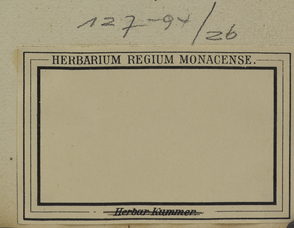 127-94/26
HERBARIUM REGIUM MONACENSE.
Herbar. Kummer.